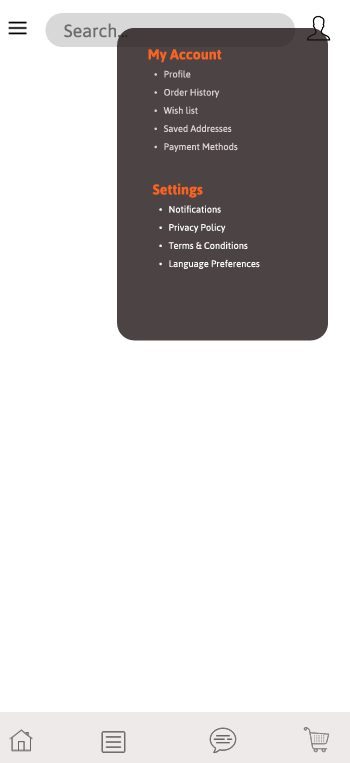 Search...
My Account
• Profile
• Order History
• Wish list
• Saved Addresses
• Payment Methods
Settings
• Notifications
• Privacy Policy
• Terms & Conditions
• Language Preferences